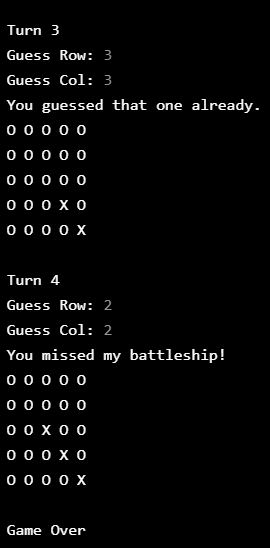 Turn 3
Guess Row: 3
Guess Col: 3
You guessed that one already.
O O O O O
O O O O O
O O O O O
O O O X O
O O O O X
Turn 4
Guess Row: 2
Guess Col: 2
You missed my battleship!
O O O O O
O O O O O
O O X O O
O O O X O
O O O O X
Game Over